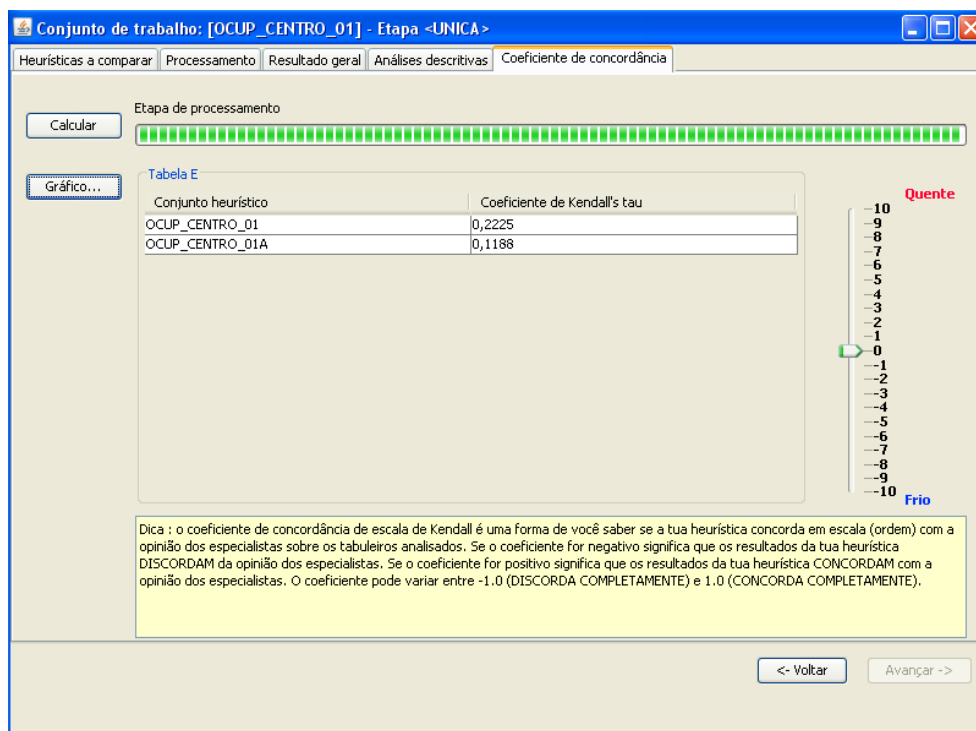 Conjunto de trabalho: [OCUP_CENTRO_01] - Etapa <UNICA>
Heurísticas a comparar Processamento Resultado geral Análises descritivas Coeficiente de concordância
Etapa de processamento
Calcular
Gráfico...
Tabela E
Conjunto heurístico Coeficiente de Kendall's tau
OCUP_CENTRO_01 0,2225
OCUP_CENTRO_01A 0,1188
Quente
10
9
8
7
6
5
4
3
2
1
0
-1
-2
-3
-4
-5
-6
-7
-8
-9
-10
Frio
Dica : o coeficiente de concordância de escala de Kendall é uma forma de você saber se a tua heurística concorda em escala (ordem) com a
opinião dos especialistas sobre os tabuleiros analisados. Se o coeficiente for negativo significa que os resultados da tua heurística
DISCORDAM da opinião dos especialistas. Se o coeficiente for positivo significa que os resultados da tua heurística CONCORDAM com a
opinião dos especialistas. O coeficiente pode variar entre -1.0 (DISCORDA COMPLETAMENTE) e 1.0 (CONCORDA COMPLETAMENTE).
<- Voltar
Avançar ->